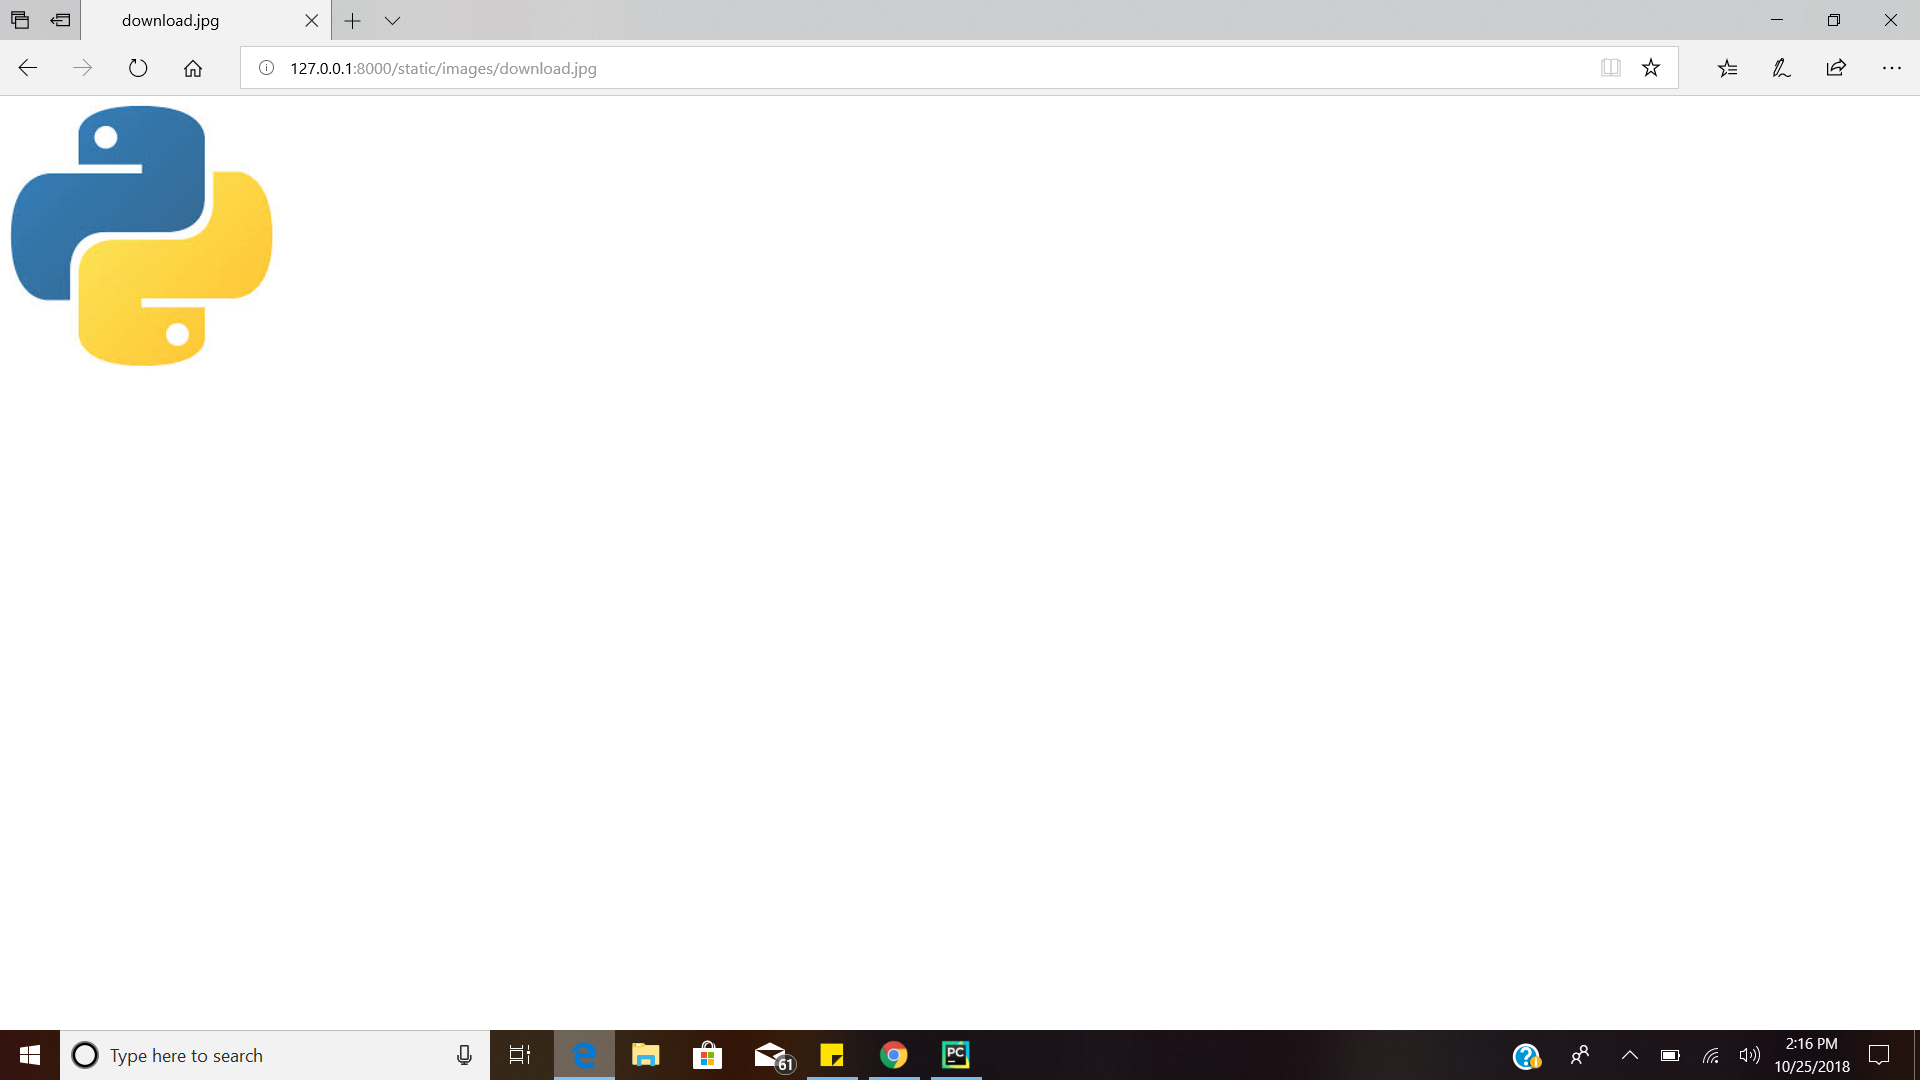 download.jpg
127.0.0.1:8000/static/images/download.jpg
Type here to search
61
PC
2:16 PM
10/25/2018